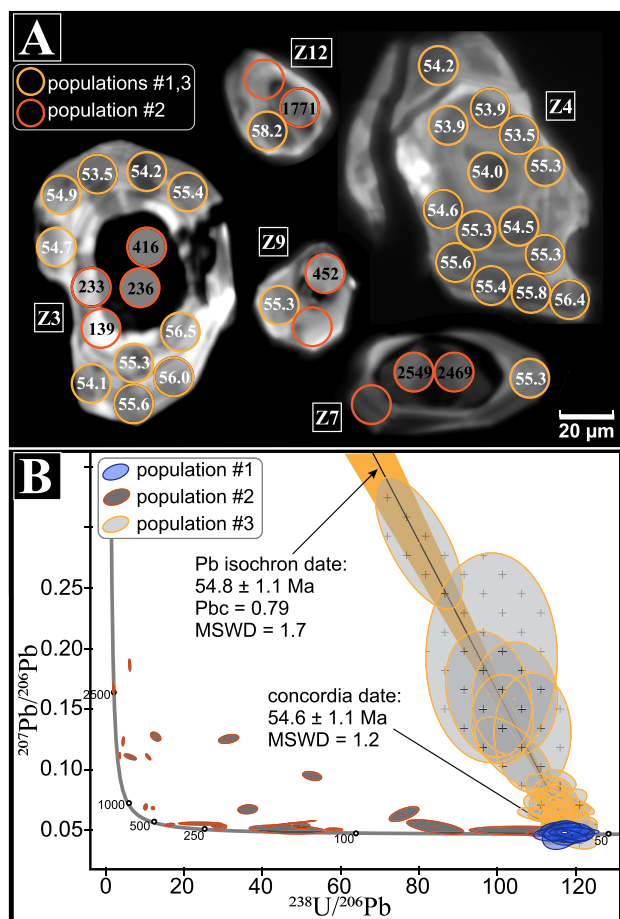 A
populations #1,3
population #2
Z12
1771
58.2
54.2
Z4
53.9
53.9
53.5
54.0
55.3
54.6
55.3
54.5
55.6
55.3
55.4
55.8
56.4
53.5
54.2
54.9
55.4
54.7
416
233
236
Z3
139
56.5
55.3
54.1
56.0
55.6
Z9
452
55.3
2549
2469
55.3
Z7
20 µm
B
population #1
population #2
population #3
Pb isochron date:
54.8 ± 1.1 Ma
Pbc = 0.79
MSWD = 1.7
concordia date:
54.6 ± 1.1 Ma
MSWD = 1.2
0.25
0.20
0.15
0.10
0.05
207Pb/206Pb
2500
1000
500
250
100
50
0
20
40
60
80
100
120
238U/206Pb